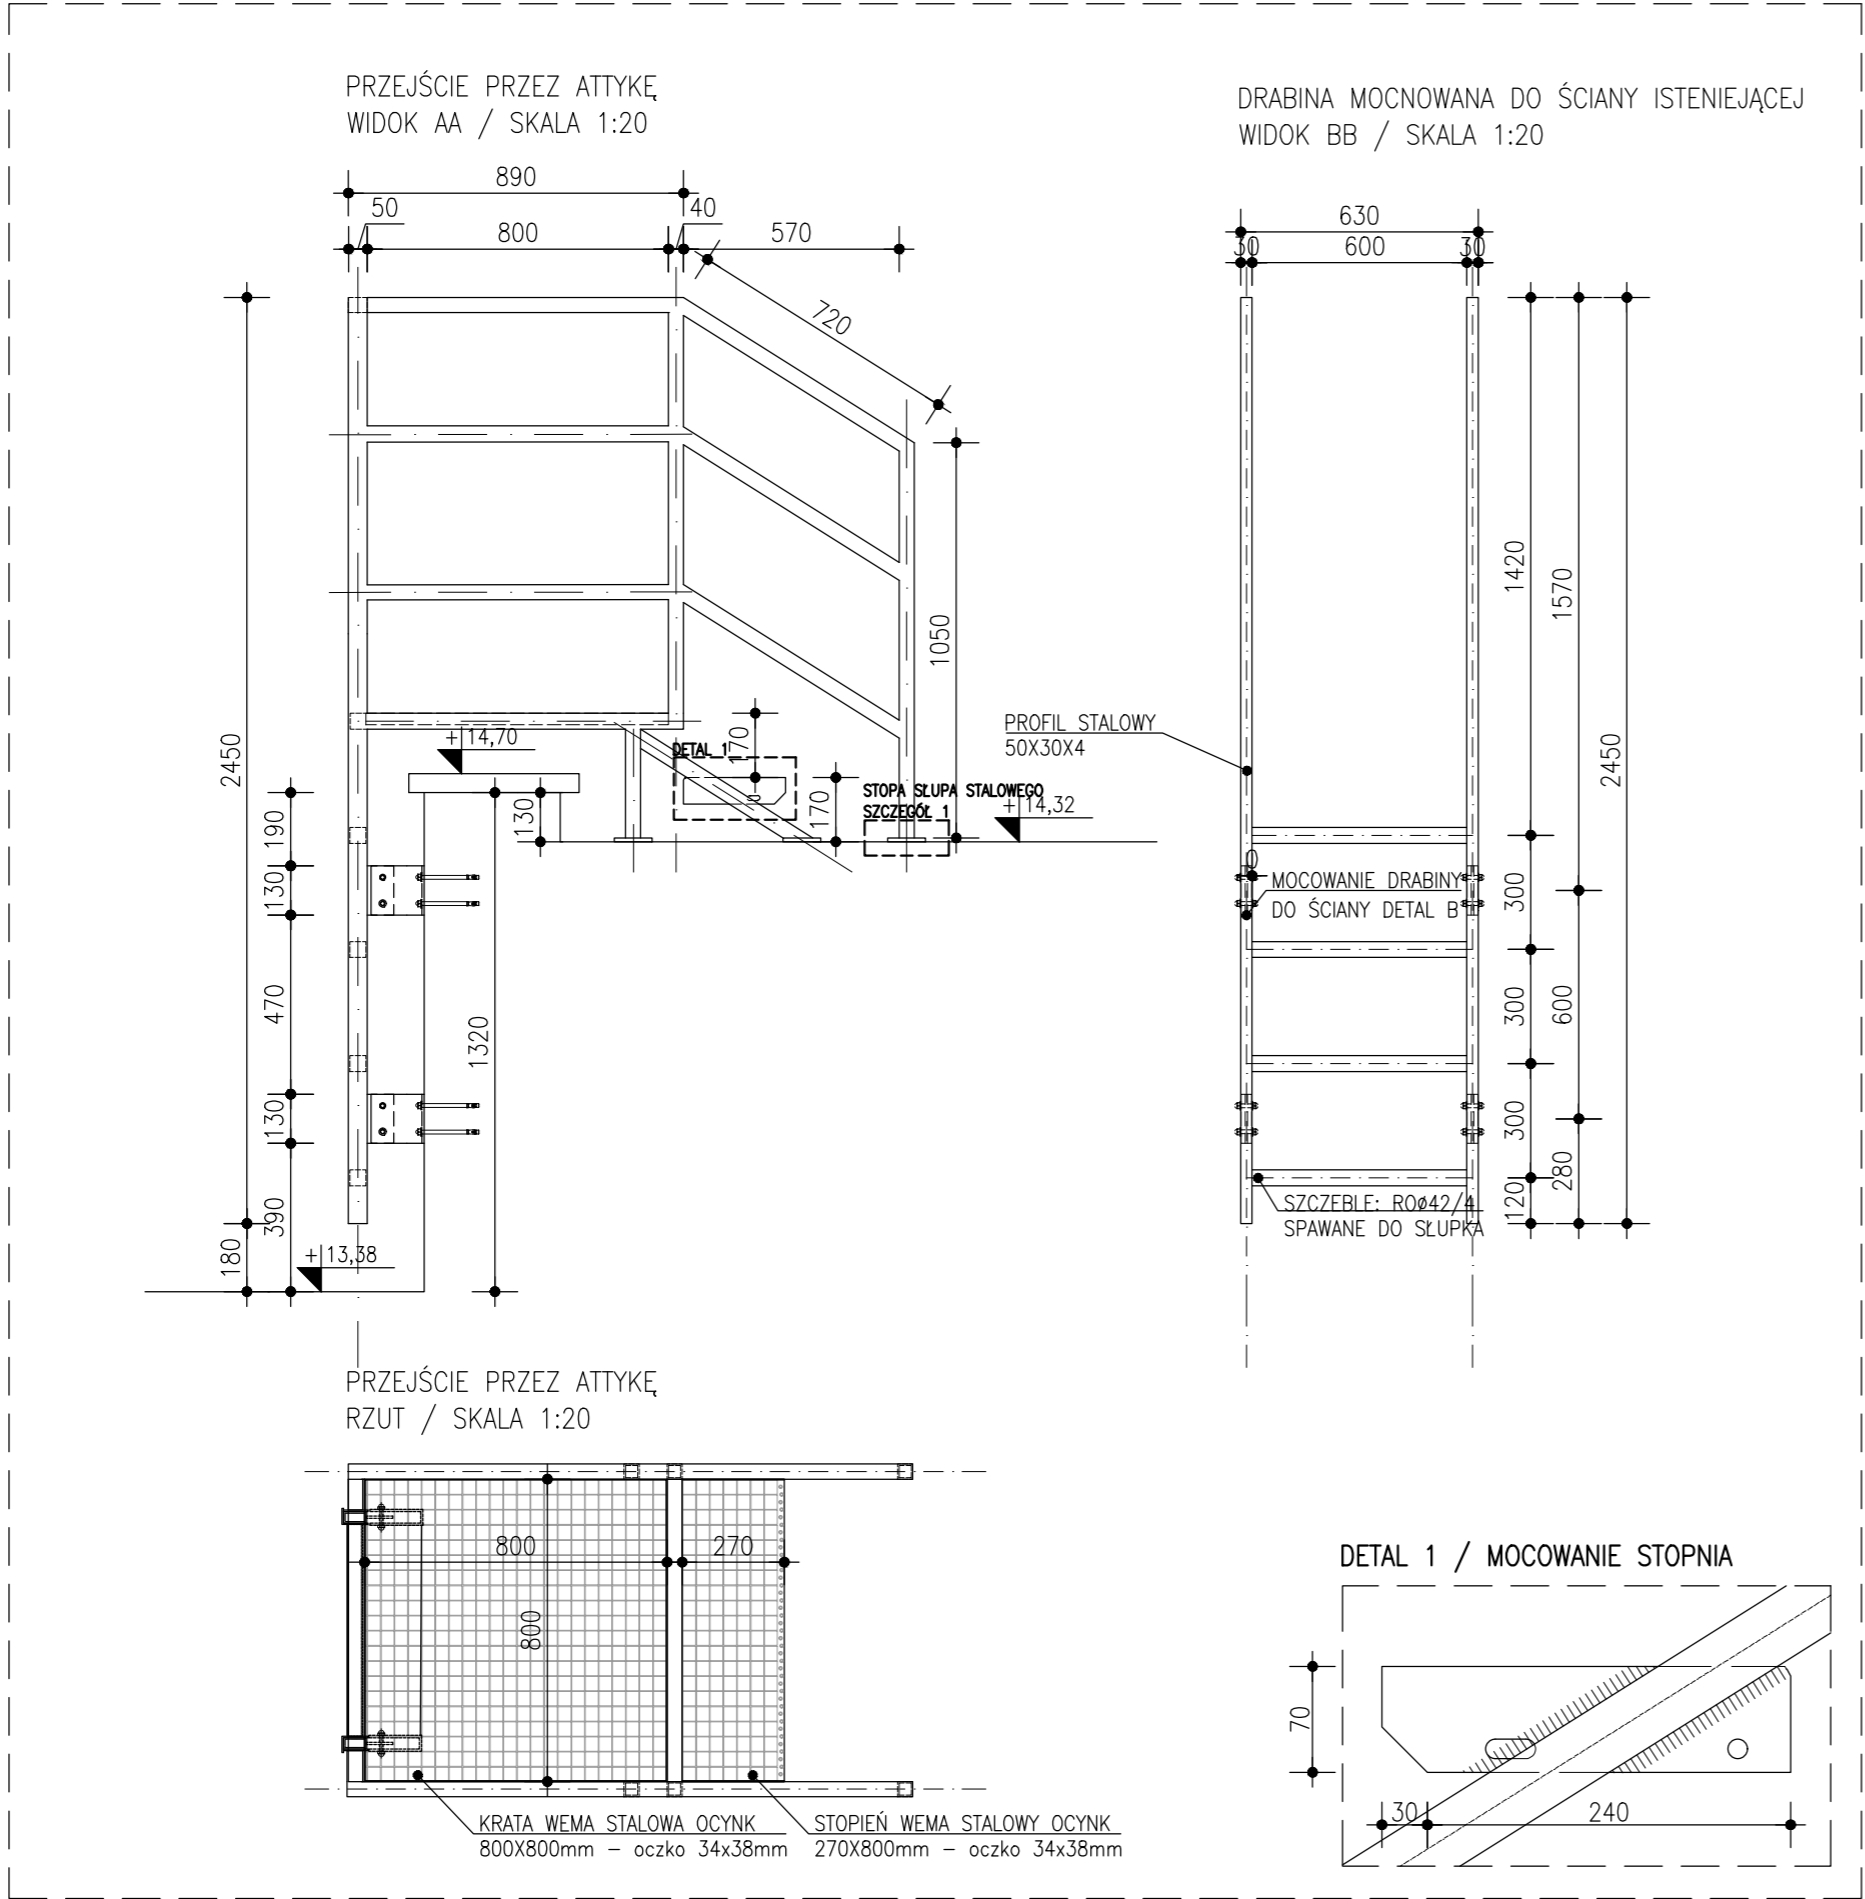 PRZEJŚCIE PRZEZ ATTYKĘ
WIDOK AA / SKALA 1:20
890
50
40
800
570
720
2450
190
130
470
130
390
180
1320
130
170
170
1050
+14,70
+14,32
+13,38
DETAL 1
STOPA SŁUPA STALOWEGO
SZCZEGÓŁ 1
DRABINA MOCNOWANA DO ŚCIANY ISTENIEJĄCEJ
WIDOK BB / SKALA 1:20
630
30
600
30
1420
1570
2450
300
300
600
300
280
120
PROFIL STALOWY
50X30X4
0
MOCOWANIE DRABINY
DO ŚCIANY DETAL B
SZCZEBLE: ROø42/4
SPAWANE DO SŁUPKA
PRZEJŚCIE PRZEZ ATTYKĘ
RZUT / SKALA 1:20
800
270
800
KRATA WEMA STALOWA OCYNK
800X800mm – oczko 34x38mm
STOPIEŃ WEMA STALOWY OCYNK
270X800mm – oczko 34x38mm
DETAL 1 / MOCOWANIE STOPNIA
70
30
240